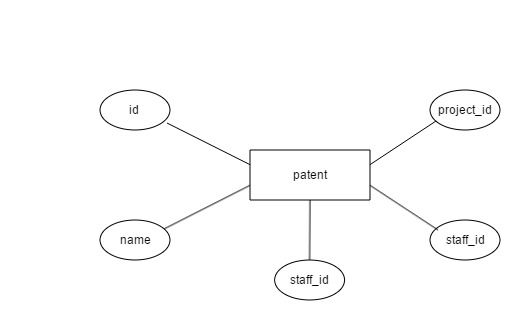 id
project_id
patent
name
staff_id
staff_id